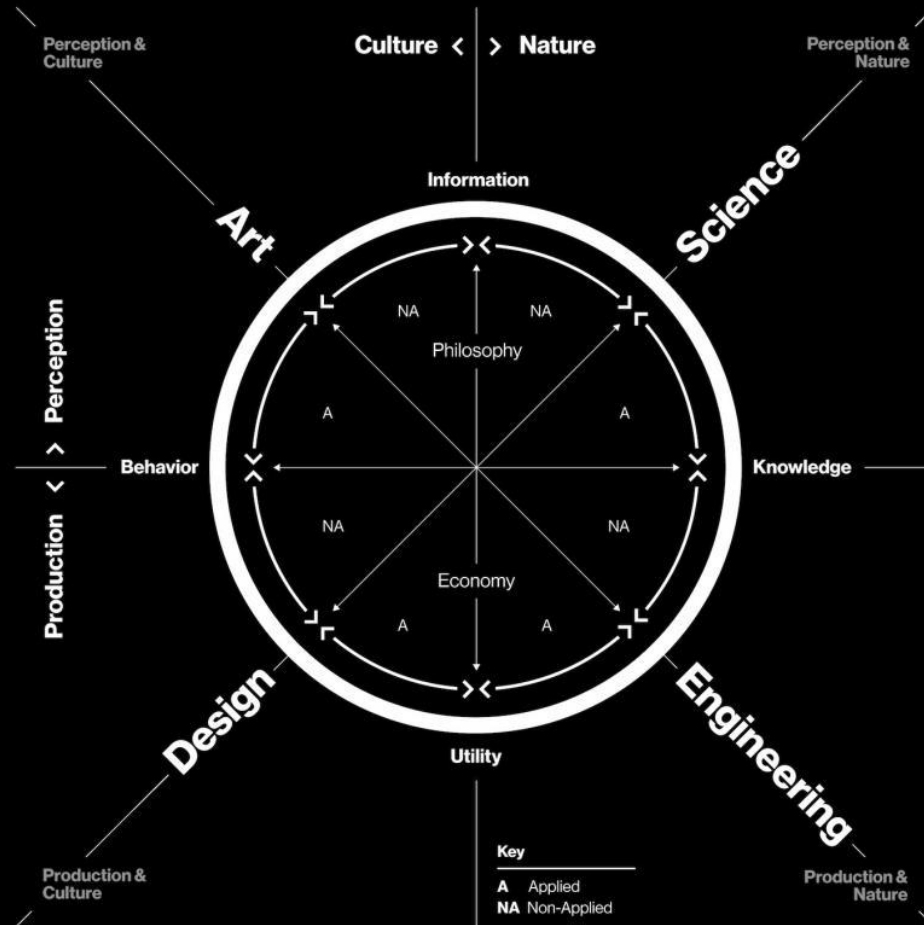 Perception &
Culture
Culture < > Nature
Perception &
Nature
Information
Art
Science
NA
NA
Philosophy
Perception
A
A
Behavior
Knowledge
Production
NA
NA
Economy
A
A
Design
Engineering
Utility
Production &
Culture
Key
A Applied
NA Non-Applied
Production &
Nature